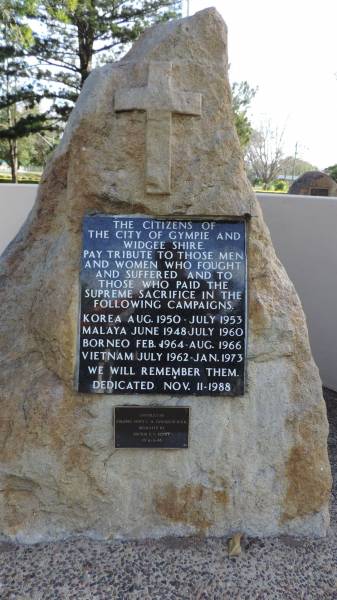 THE CITIZENS OF
THE CITY OF GYMPIE AND
WIDGEE SHIRE
PAY TRIBUTE TO THOSE MEN
AND WOMEN WHO FOUGHT
AND SUFFERED AND TO
THOSE WHO PAID THE
SUPREME SACRIFICE IN THE
FOLLOWING CAMPAIGNS.
KOREA AUG. 1950-JULY 1953
MALAYA JUNE 1948-JULY 1960
BORNEO FEB. 1964-AUG. 1966
VIETNAM JULY 1962-JAN. 1973
WE WILL REMEMBER THEM.
DEDICATED NOV. 11-1988